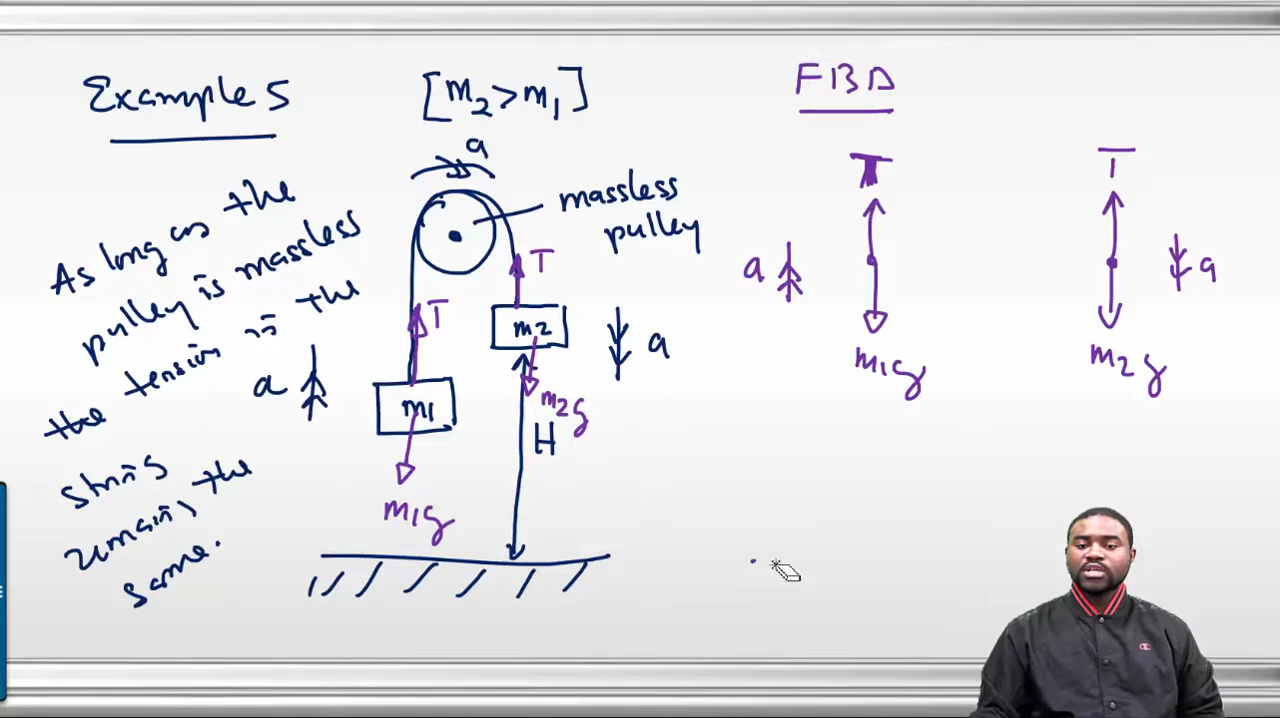 Example 5
[m₂>m₁]
FBD
a
massless
pulley
As long as the
pulley is massless
the tension in the
the
string
remains the
same.
T
T
m2
a
a
m1
m₂g
H
m₁g
T
a
m₁g
T
a
m₂g